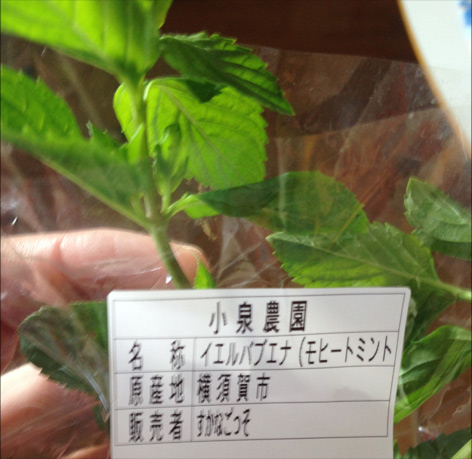 小泉農園
名称 イエルバブエナ(モヒートミント
原産地 横須賀市
販売者 すかなごっそ